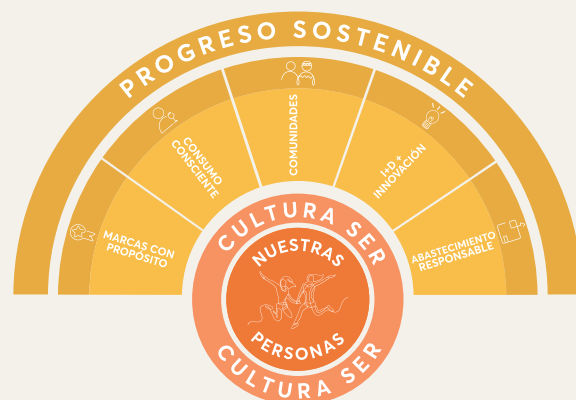 PROGRESO SOSTENIBLE
MARCAS CON
PROPÓSITO
CONSUMO
CONSCIENTE
COMUNIDADES
I+D +
INNOVACIÓN
ABASTECIMIENTO
RESPONSABLE
CULTURA SER
NUESTRAS
PERSONAS
CULTURA SER